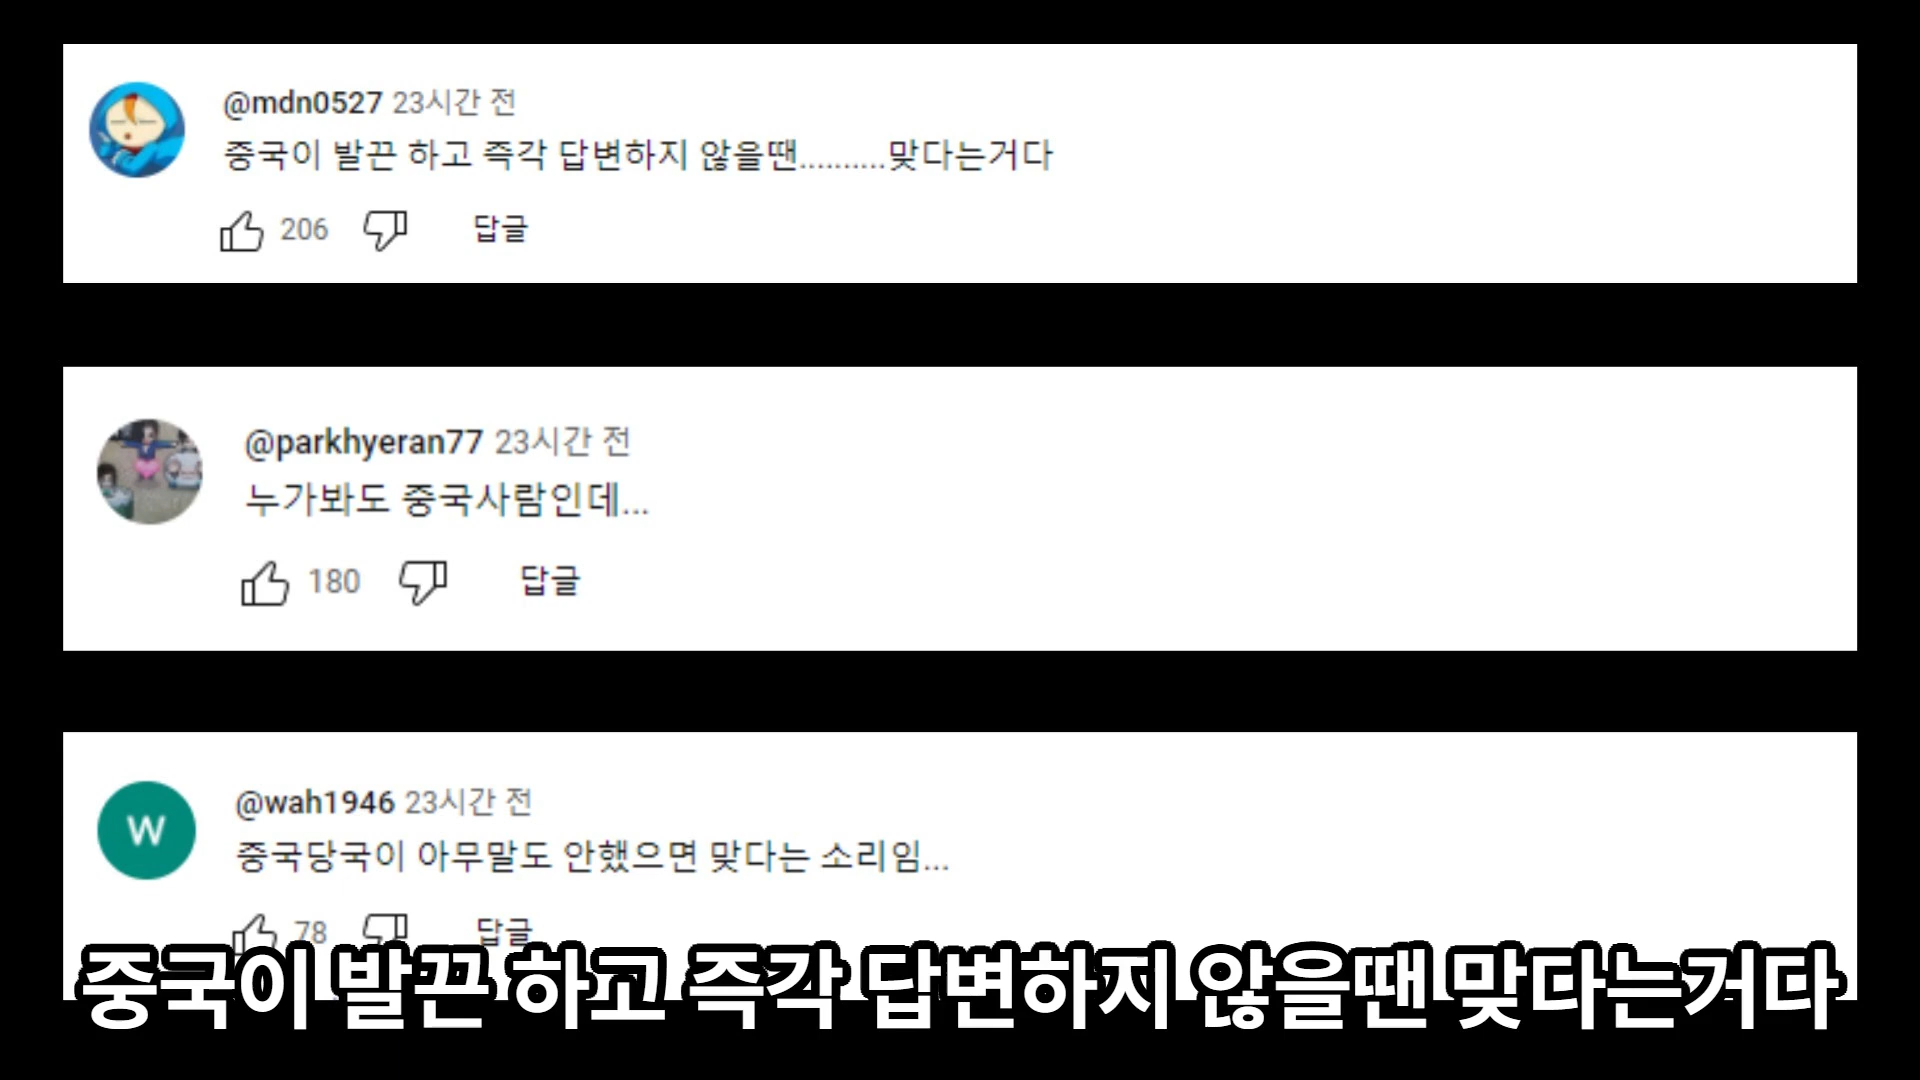 @mdn0527 23시간 전
중국이 발끈 하고 즉각 답변하지 않을땐..........맞다는거다
206 답글
@parkhyeran77 23시간 전
누가봐도 중국사람인데...
180 답글
W
@wah1946 23시간 전
중국당국이 아무말도 안했으면 맞다는 소리임...
78 답글
중국이 발끈 하고 즉각 답변하지 않을땐 맞다는거다